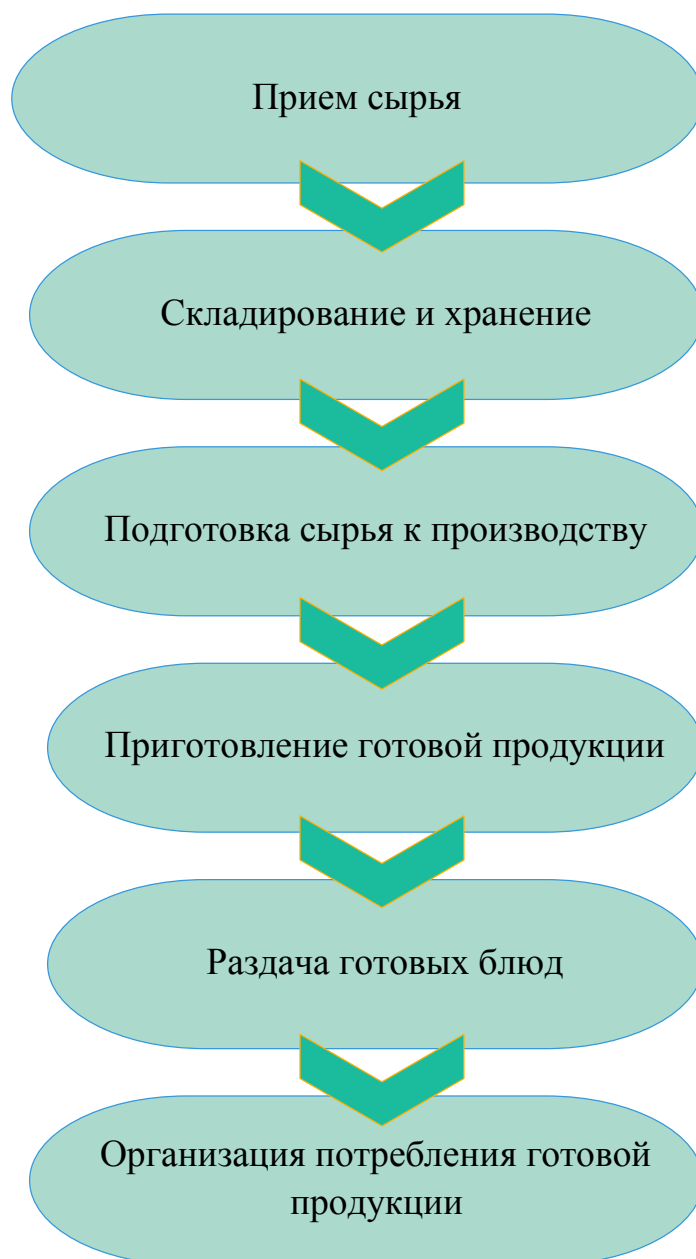 Прием сырья
Складирование и хранение
Подготовка сырья к производству
Приготовление готовой продукции
Раздача готовых блюд
Организация потребления готовой
продукции